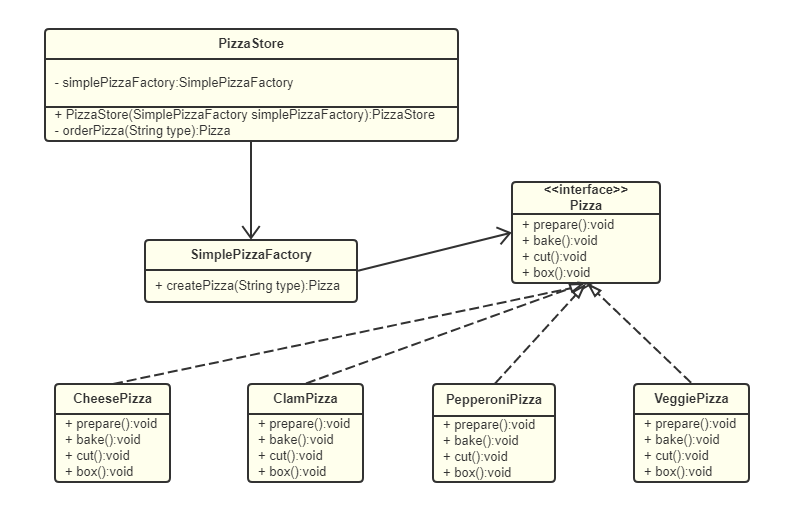 PizzaStore
- simplePizzaFactory:SimplePizzaFactory
+ PizzaStore(SimplePizzaFactory simplePizzaFactory):PizzaStore
- orderPizza(String type):Pizza
<<interface>>
Pizza
+ prepare():void
+ bake():void
+ cut():void
+ box():void
SimplePizzaFactory
+ createPizza(String type):Pizza
CheesePizza
+ prepare():void
+ bake():void
+ cut():void
+ box():void
ClamPizza
+ prepare():void
+ bake():void
+ cut():void
+ box():void
PepperoniPizza
+ prepare():void
+ bake():void
+ cut():void
+ box():void
VeggiePizza
+ prepare():void
+ bake():void
+ cut():void
+ box():void